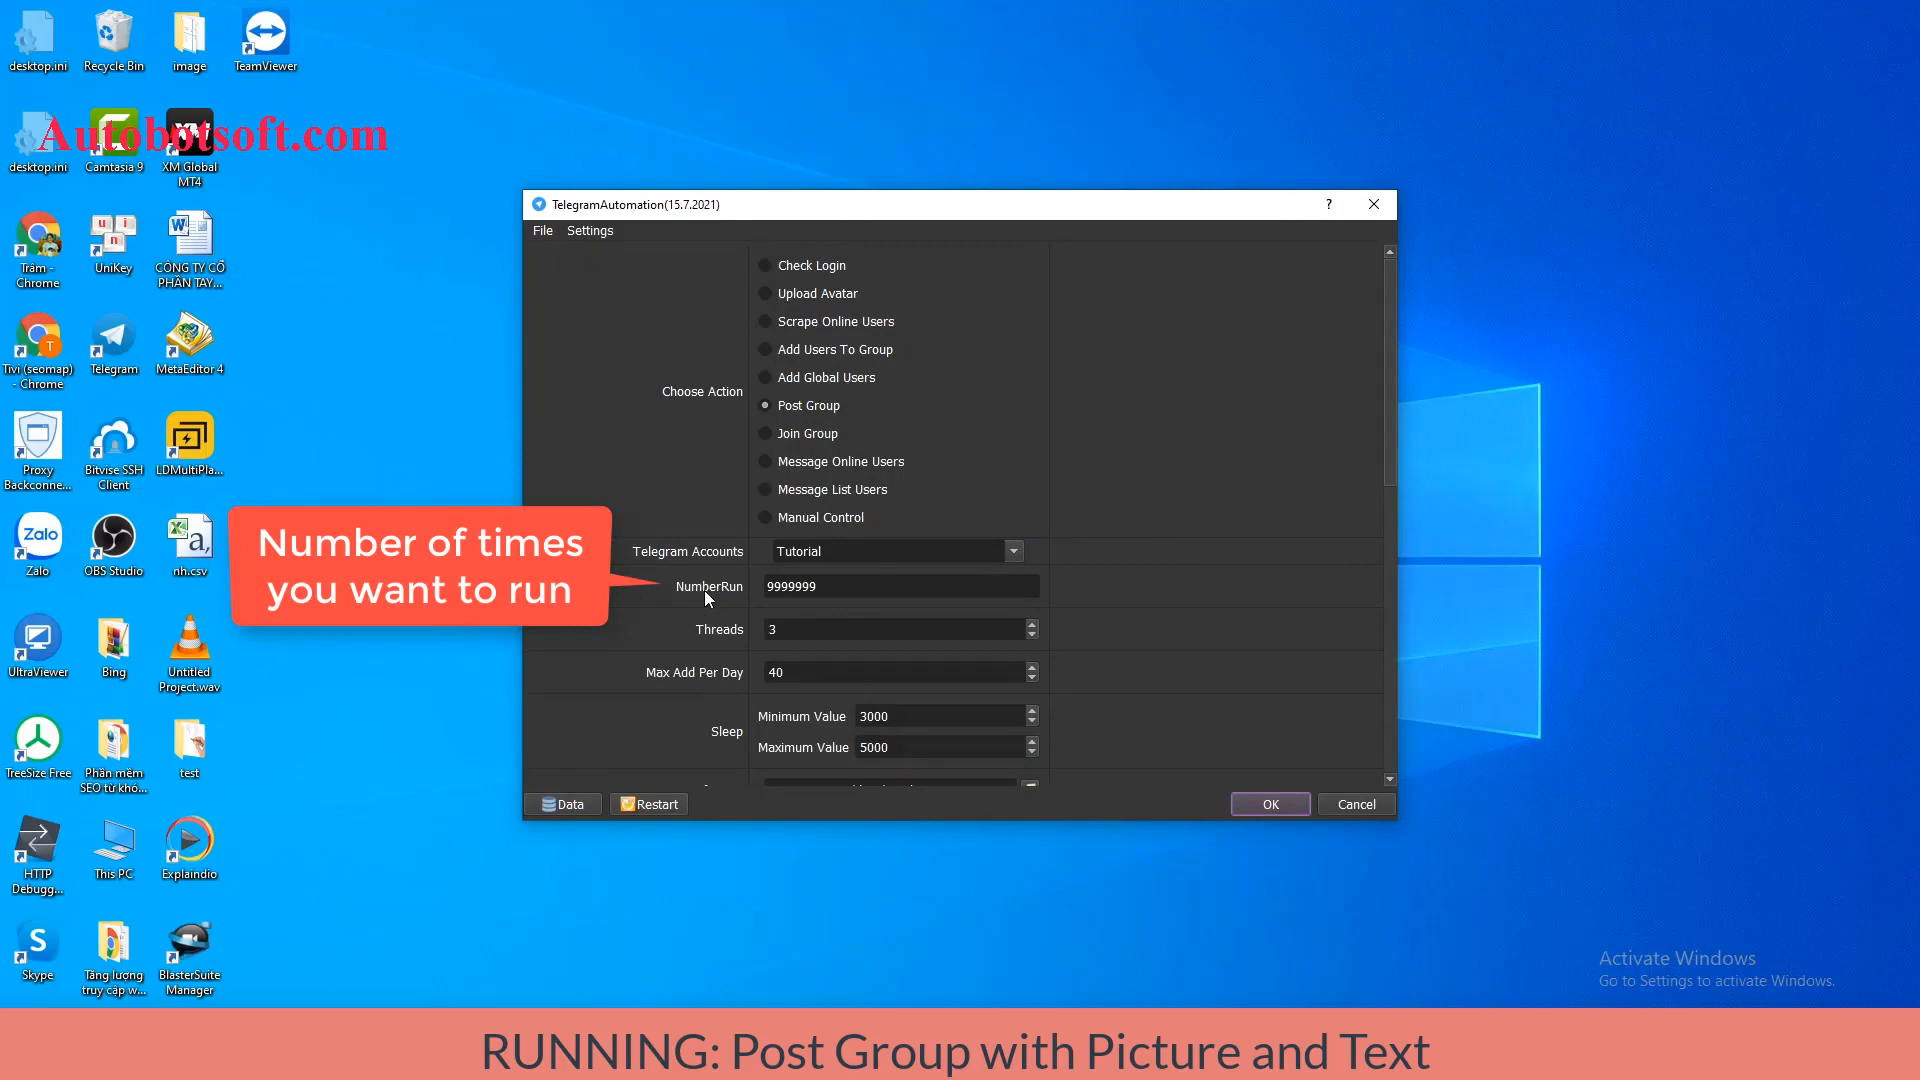 desktop.ini
Recycle Bin
image
TeamViewer
Autobotsoft.com
desktop.ini
Camtasia 9
XM Global
MT4
Trâm -
Chrome
UniKey
CÔNG TY CỔ
PHẦN TAY...
Tivi (seomap)
- Chrome
Telegram
MetaEditor 4
Proxy
Backconne...
Bitvise SSH
Client
LDMultiPla...
Zalo
Zalo
OBS Studio
nh.csv
UltraViewer
Bing
Untitled
Project.wav
TreeSize Free
Phần mềm
SEO từ khó...
test
HTTP
Debugg...
This PC
Explaindio
Skype
Tăng lượng
truy cập w...
BlasterSuite
Manager
TelegramAutomation(15.7.2021)
?
File Settings
Choose Action
Check Login
Upload Avatar
Scrape Online Users
Add Users To Group
Add Global Users
Post Group
Join Group
Message Online Users
Message List Users
Manual Control
Telegram Accounts Tutorial
NumberRun 9999999
Threads 3
Max Add Per Day 40
Sleep
Minimum Value 3000
Maximum Value 5000
Data Restart OK Cancel
Number of times
you want to run
Activate Windows
Go to Settings to activate Windows.
RUNNING: Post Group with Picture and Text